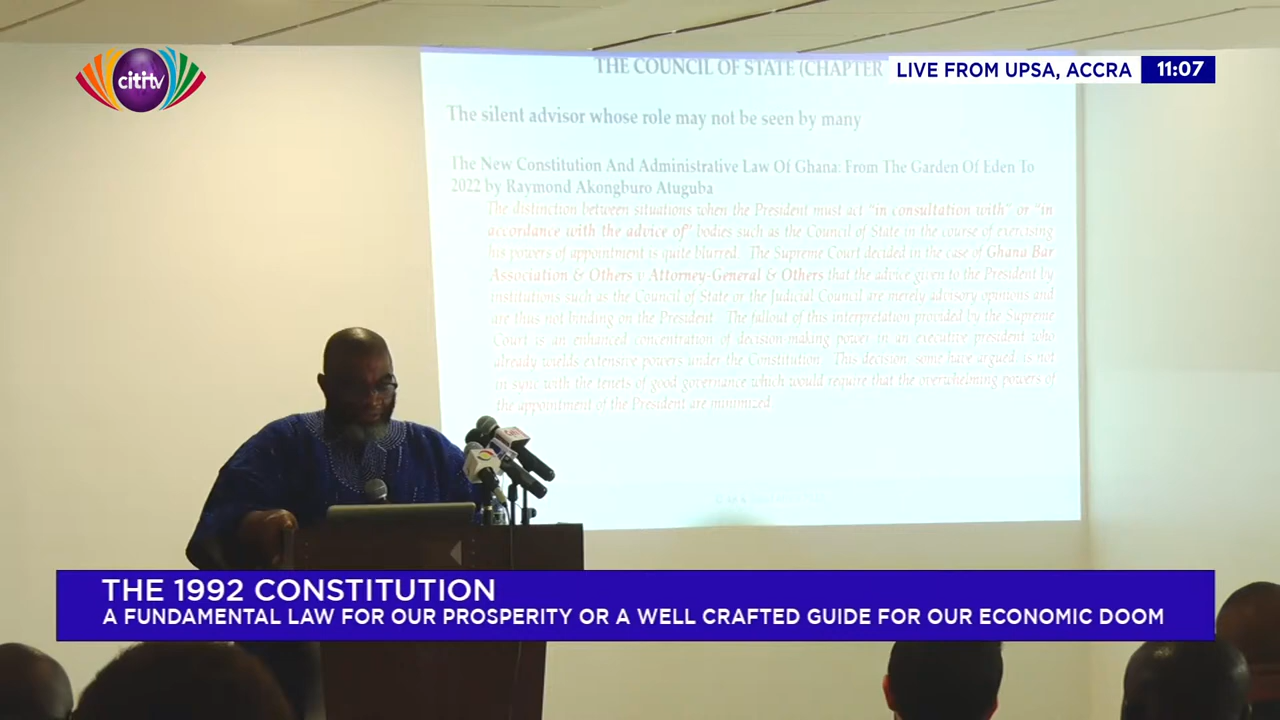 citi tv
LIVE FROM UPSA, ACCRA
11:07
THE COUNCIL OF STATE (CHAPTER
The silent advisor whose role may not be seen by many
The New Constitution And Administrative Law Of Ghana: From The Garden Of Eden To
2022 by Raymond Akongburo Atuguba
The distinction between situations when the President must act "in consultation with" or "in
accordance with the advice of" bodies such as the Council of State in the course of exercising
his powers of appointment is quite blurred. The Supreme Court decided in the case of Ghana Bar
Association & Others v Attorney-General & Others that the advice given to the President by
institutions such as the Council of State or the Judicial Council are merely advisory opinions and
are thus not binding on the President. The fallout of this interpretation provided by the Supreme
Court is an enhanced concentration of decision-making power in an executive president who
already wields extensive powers under the Constitution. This decision, some have argued, is not
in sync with the tenets of good governance which would require that the overwhelming powers of
the appointment of the President are minimized.
THE 1992 CONSTITUTION
A FUNDAMENTAL LAW FOR OUR PROSPERITY OR A WELL CRAFTED GUIDE FOR OUR ECONOMIC DOOM